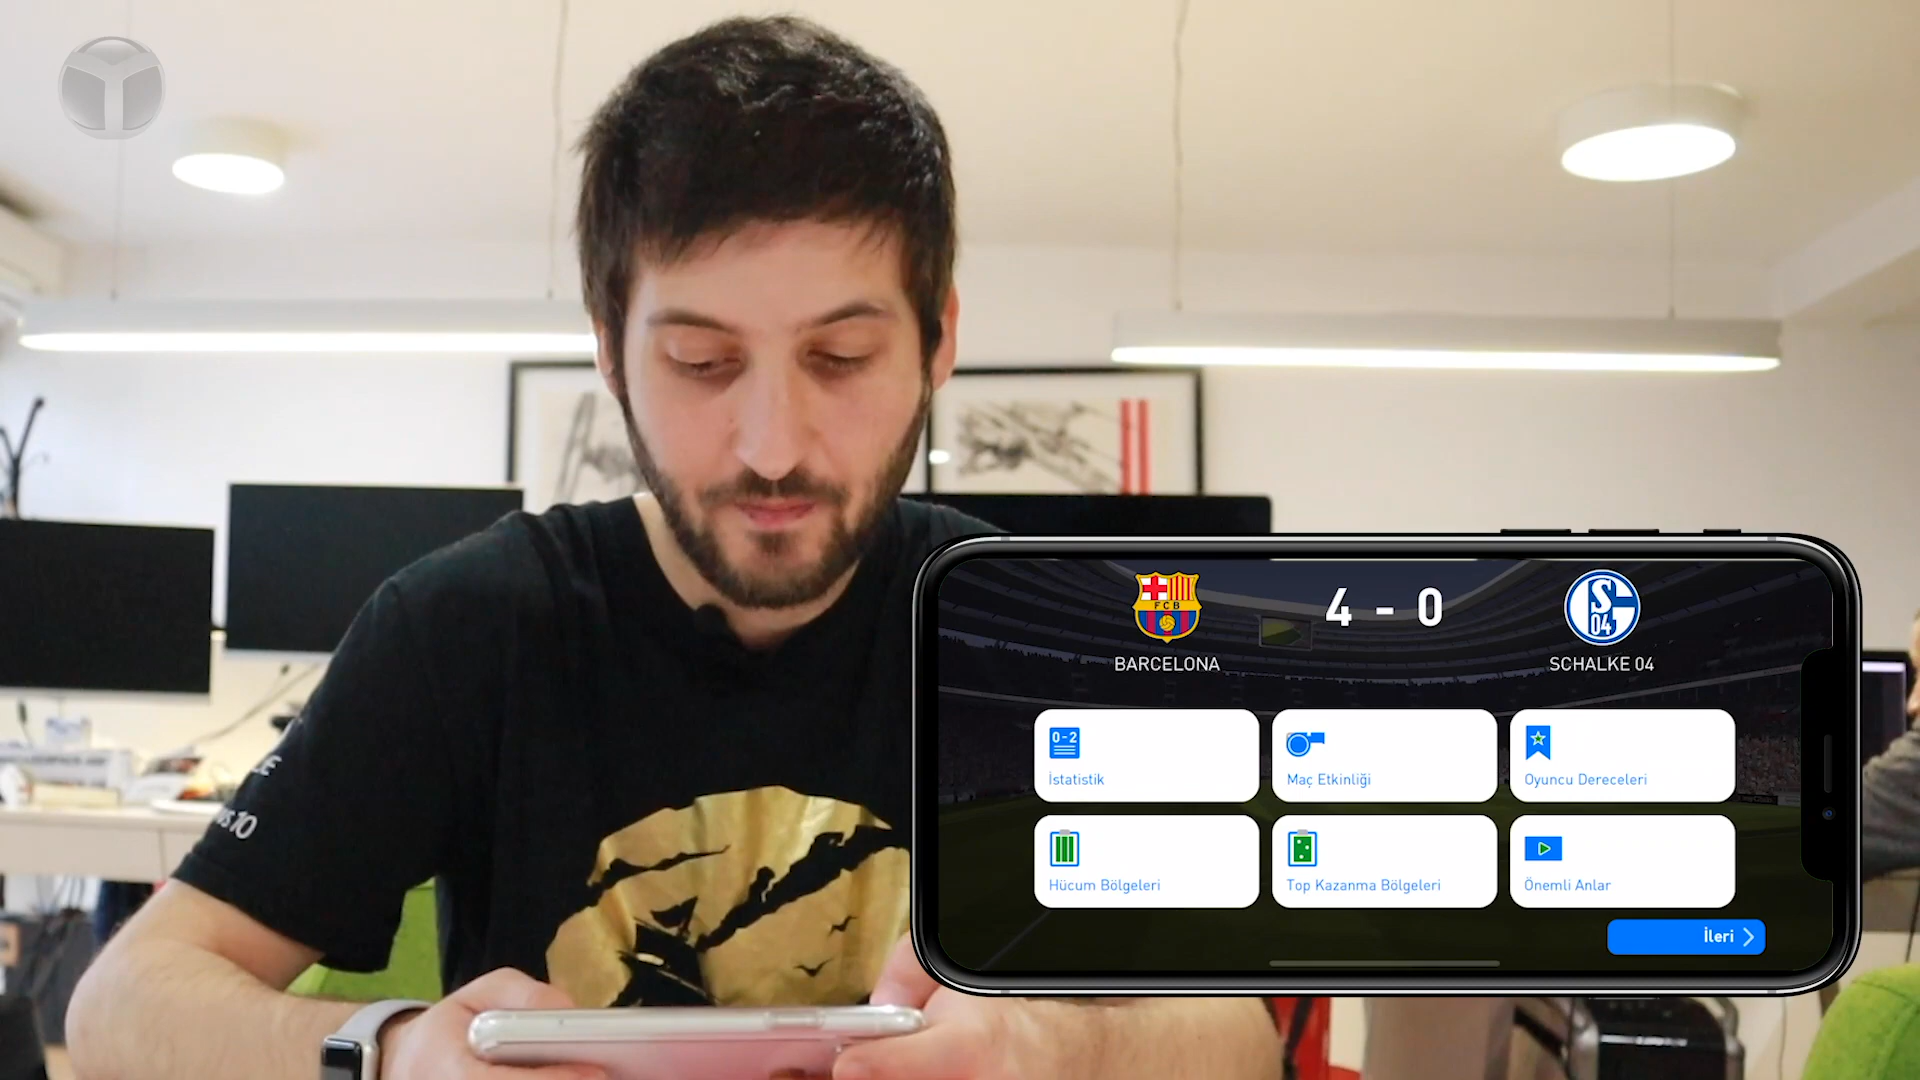 4 - 0
FCB
S
04
BARCELONA
SCHALKE 04
0-2
İstatistik
Maç Etkinliği
Oyuncu Dereceleri
Hücum Bölgeleri
Top Kazanma Bölgeleri
Önemli Anlar
İleri
10